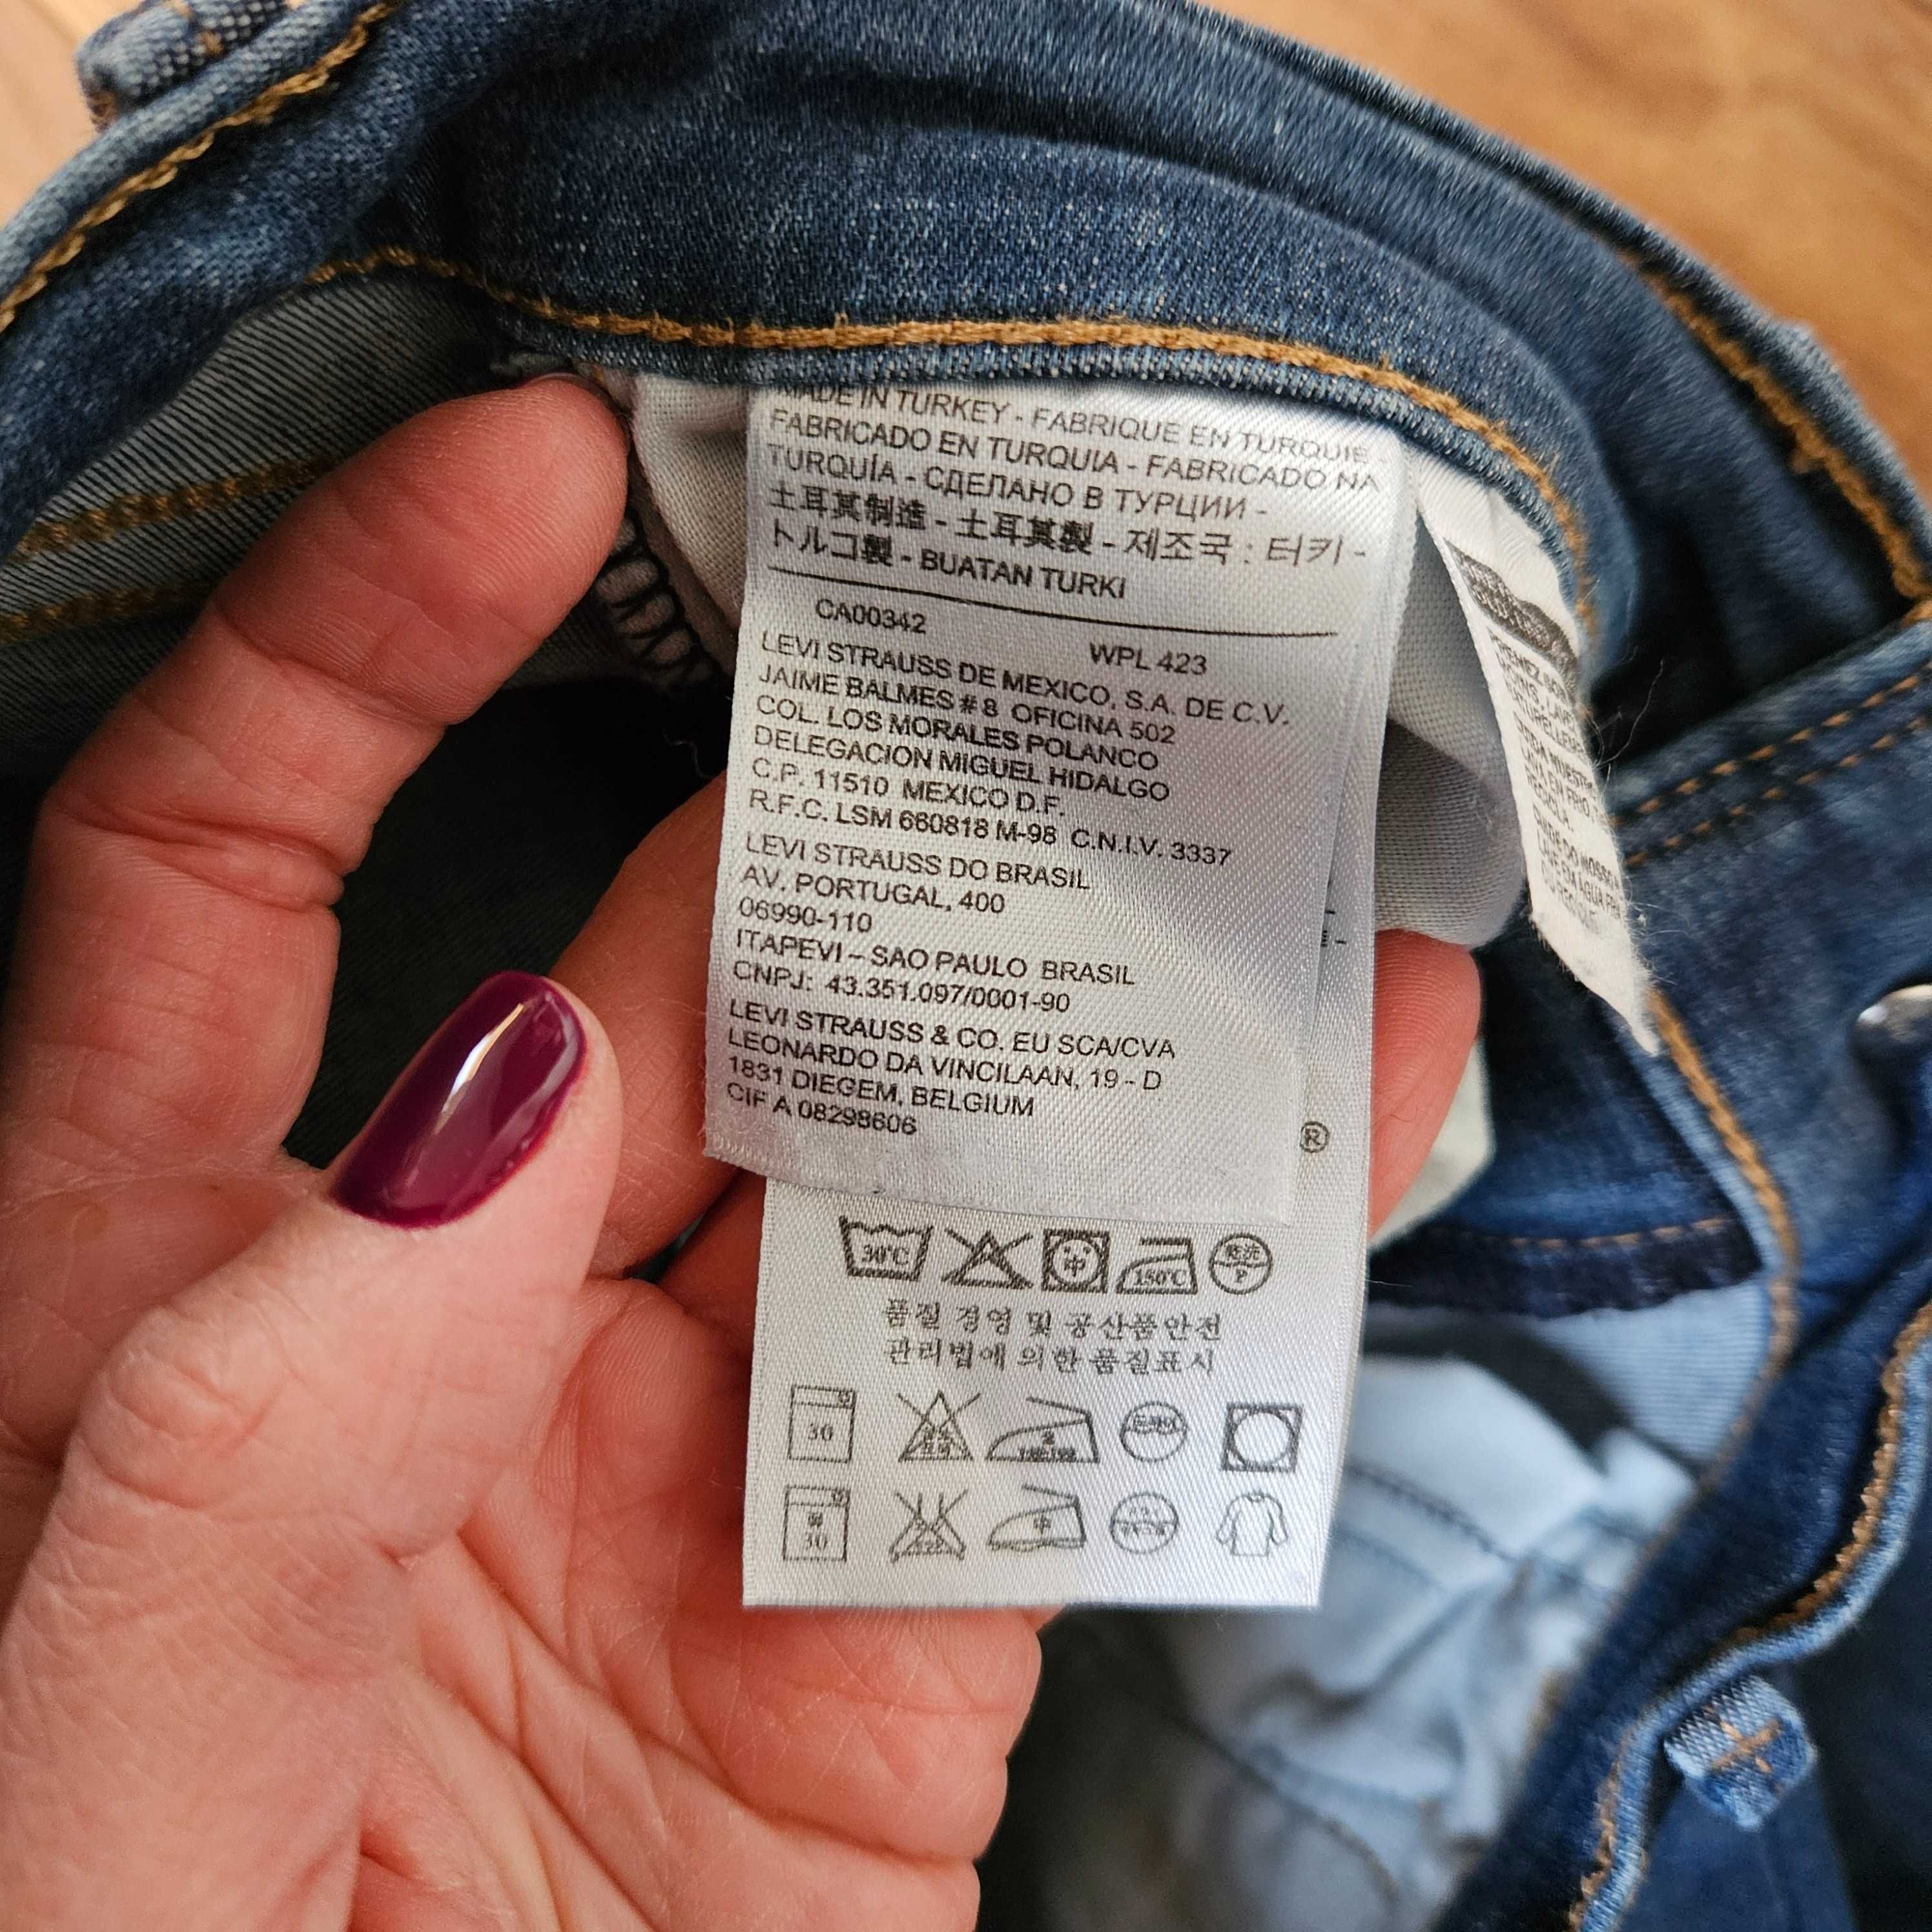 MADE IN TURKEY - FABRIQUE EN TURQUIE
FABRICADO EN TURQUIA - FABRICADO NA
TURQUÍA - СДЕЛАНО В ТУРЦИИ -
土耳其制造 - 土耳其製 - 제조국 : 터키 -
トルコ製 - BUATAN TURKI
CA00342
WPL 423
LEVI STRAUSS DE MEXICO, S.A. DE C.V.
JAIME BALMES # 8 OFICINA 502
COL. LOS MORALES POLANCO
DELEGACION MIGUEL HIDALGO
C.P. 11510 MEXICO D.F.
R.F.C. LSM 660818 M-98 C.N.I.V. 3337
LEVI STRAUSS DO BRASIL
AV. PORTUGAL, 400
06990-110
ITAPEVI – SAO PAULO BRASIL
CNPJ: 43.351.097/0001-90
LEVI STRAUSS & CO. EU SCA/CVA
LEONARDO DA VINCILAAN, 19 - D
1831 DIEGEM, BELGIUM
CIF A 08298606
®
30°C 中 150°C P
품질 경영 및 공산품안전
관리법에 의한 품질표시
30
30 中